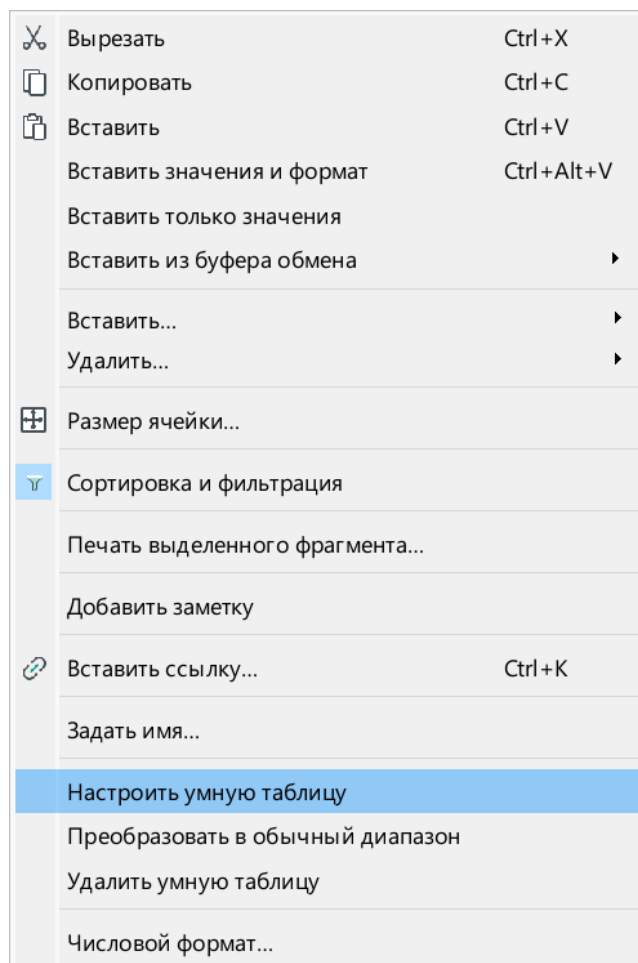 Вырезать Ctrl+X
Копировать Ctrl+C
Вставить Ctrl+V
Вставить значения и формат Ctrl+Alt+V
Вставить только значения
Вставить из буфера обмена
Вставить...
Удалить...
Размер ячейки...
Сортировка и фильтрация
Печать выделенного фрагмента...
Добавить заметку
Вставить ссылку... Ctrl+K
Задать имя...
Настроить умную таблицу
Преобразовать в обычный диапазон
Удалить умную таблицу
Числовой формат...